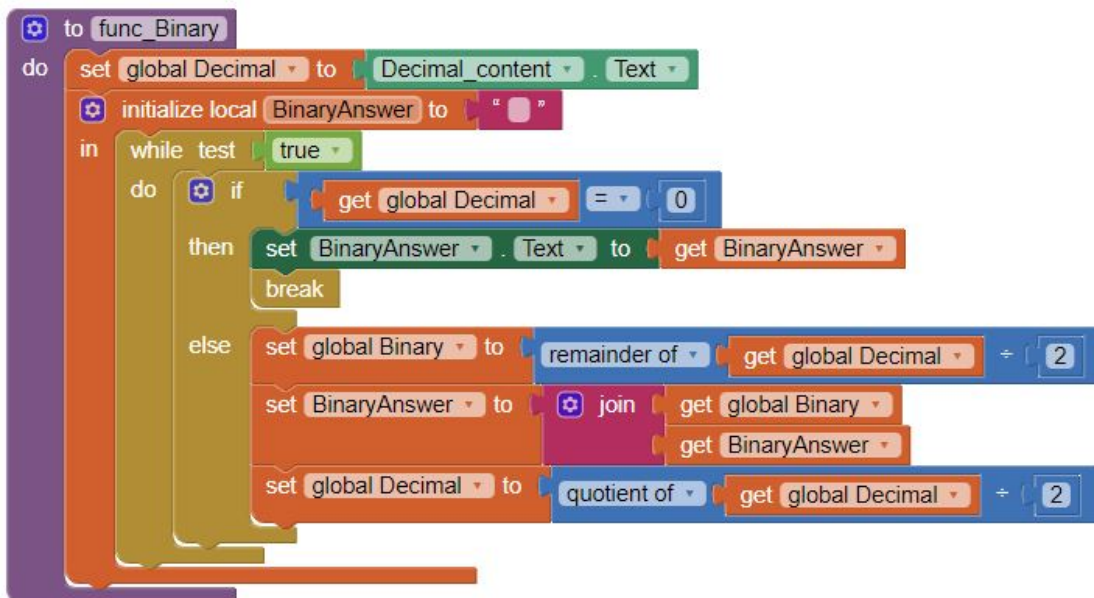 to func_Binary
do set global Decimal to Decimal_content . Text
initialize local BinaryAnswer to " "
in while test true
do if get global Decimal = 0
then set BinaryAnswer . Text to get BinaryAnswer
break
else set global Binary to remainder of get global Decimal ÷ 2
set BinaryAnswer to join get global Binary
get BinaryAnswer
set global Decimal to quotient of get global Decimal ÷ 2